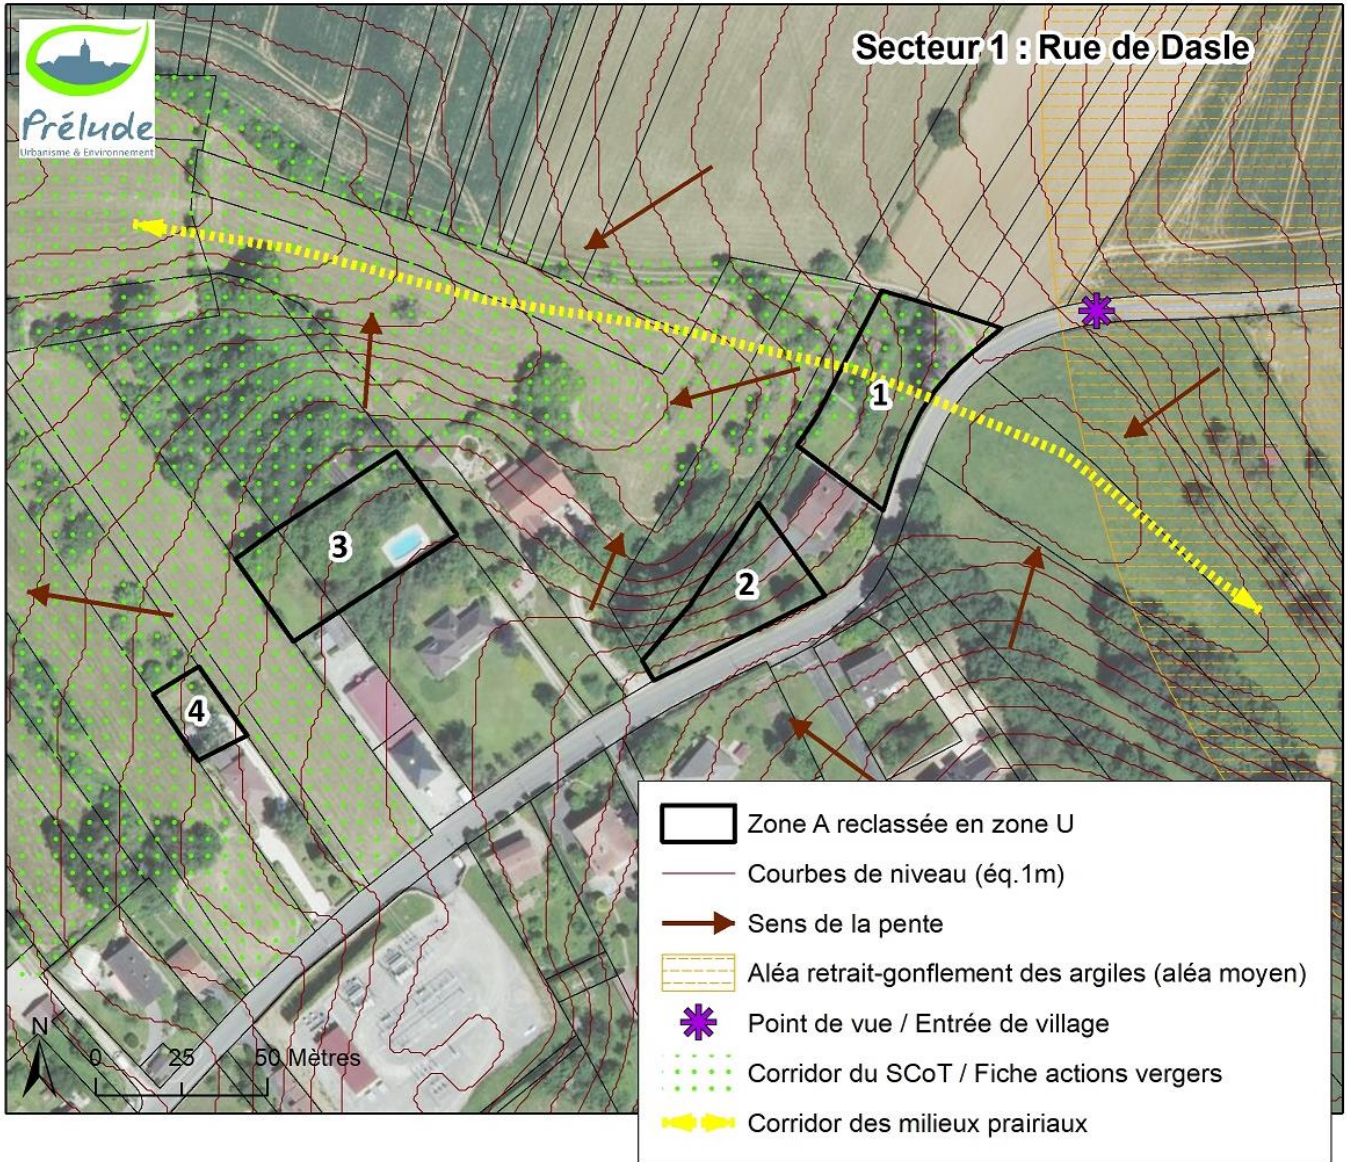 Secteur 1 : Rue de Dasle
Prélude
Urbanisme & Environnement
1
2
3
4
Zone A reclassée en zone U
Courbes de niveau (éq.1m)
Sens de la pente
Aléa retrait-gonflement des argiles (aléa moyen)
Point de vue / Entrée de village
Corridor du SCoT / Fiche actions vergers
Corridor des milieux prairiaux
N
0 25 50 Mètres